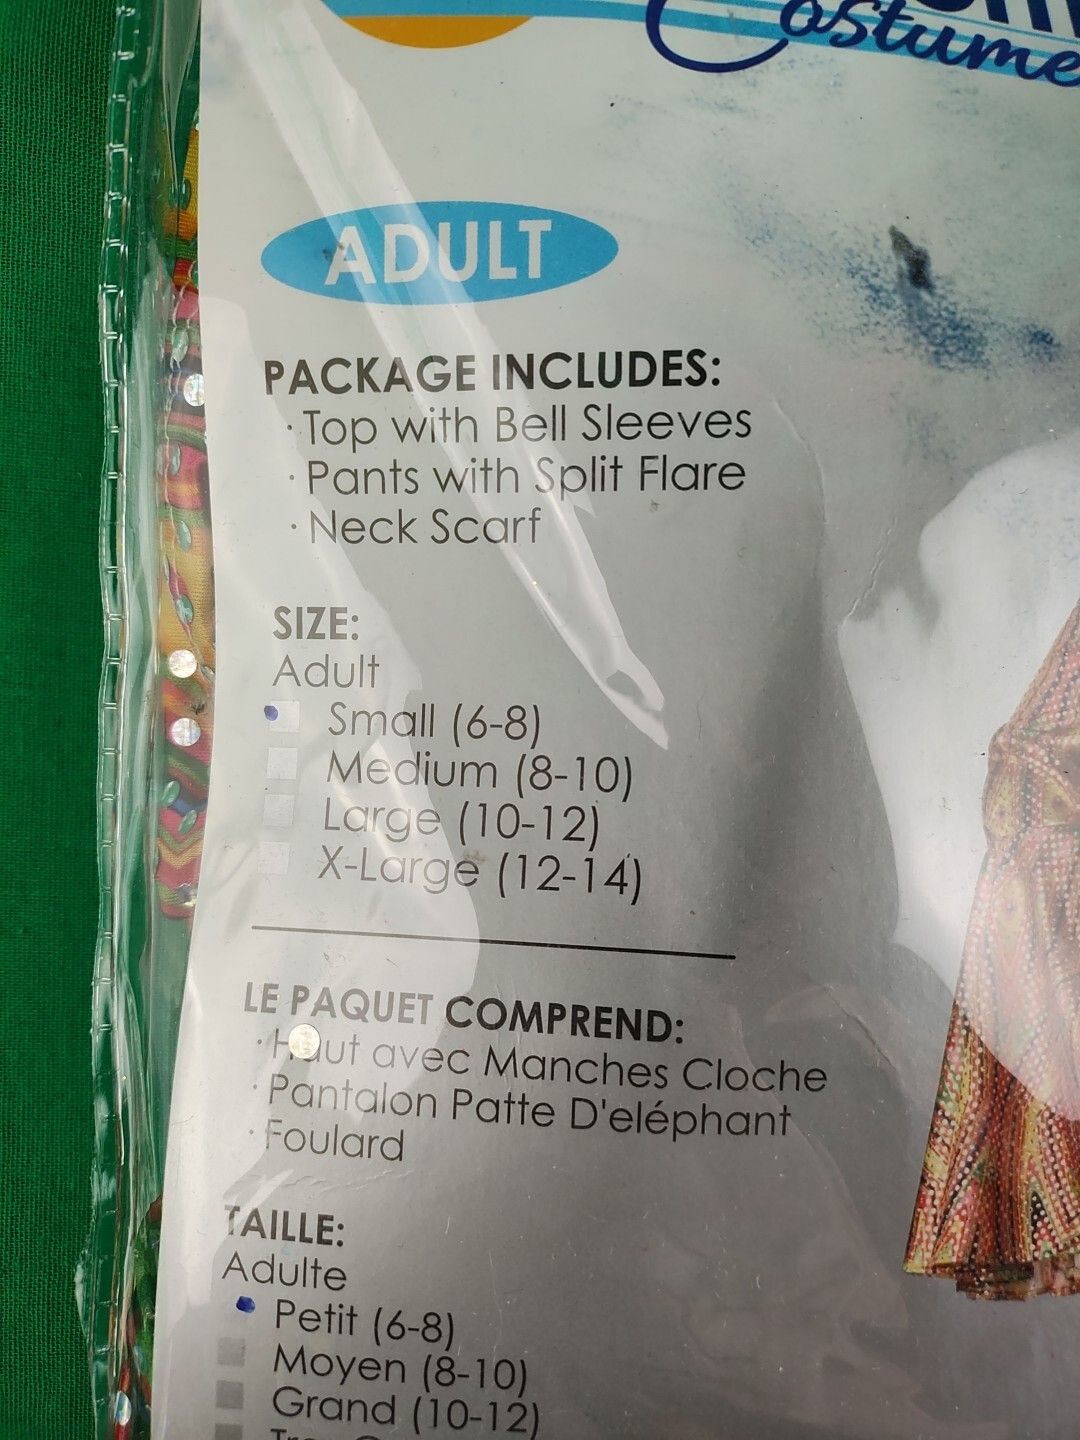 Costume
ADULT
PACKAGE INCLUDES:
· Top with Bell Sleeves
· Pants with Split Flare
· Neck Scarf
SIZE:
Adult
Small (6-8)
Medium (8-10)
Large (10-12)
X-Large (12-14)
LE PAQUET COMPREND:
· Haut avec Manches Cloche
· Pantalon Patte D'eléphant
· Foulard
TAILLE:
Adulte
Petit (6-8)
Moyen (8-10)
Grand (10-12)